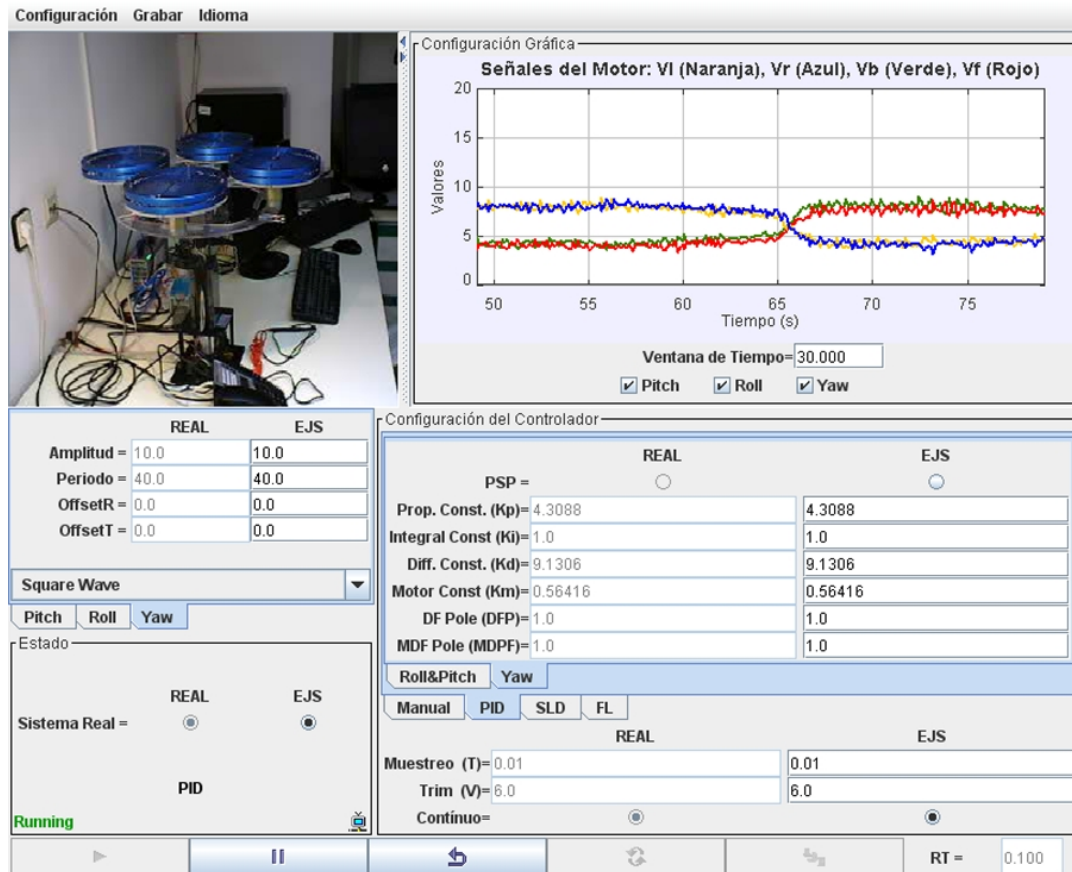 Configuración Grabar Idioma
Configuración Gráfica
Señales del Motor: Vl (Naranja), Vr (Azul), Vb (Verde), Vf (Rojo)
20
15
10
5
0
Valores
50 55 60 65 70 75
Tiempo (s)
Ventana de Tiempo= 30.000
Pitch Roll Yaw
REAL EJS
Amplitud = 10.0 10.0
Periodo = 40.0 40.0
OffsetR = 0.0 0.0
OffsetT = 0.0 0.0
Square Wave
Pitch Roll Yaw
Estado
REAL EJS
Sistema Real =
PID
Running
Configuración del Controlador
REAL EJS
PSP =
Prop. Const. (Kp)= 4.3088 4.3088
Integral Const (Ki)= 1.0 1.0
Diff. Const. (Kd)= 9.1306 9.1306
Motor Const (Km)= 0.56416 0.56416
DF Pole (DFP)= 1.0 1.0
MDF Pole (MDPF)= 1.0 1.0
Roll&Pitch Yaw
Manual PID SLD FL
REAL EJS
Muestreo (T)= 0.01 0.01
Trim (V)= 6.0 6.0
Contínuo=
RT = 0.100